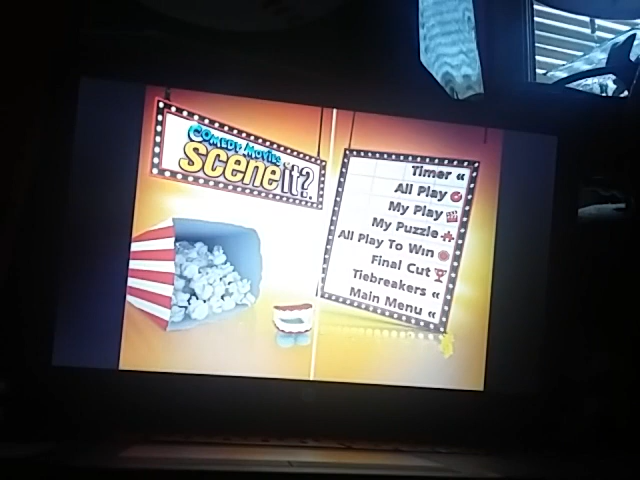 COMEDY MOVIES
scene it?
Timer «
All Play
My Play
My Puzzle
All Play To Win
Final Cut
Tiebreakers «
Main Menu «